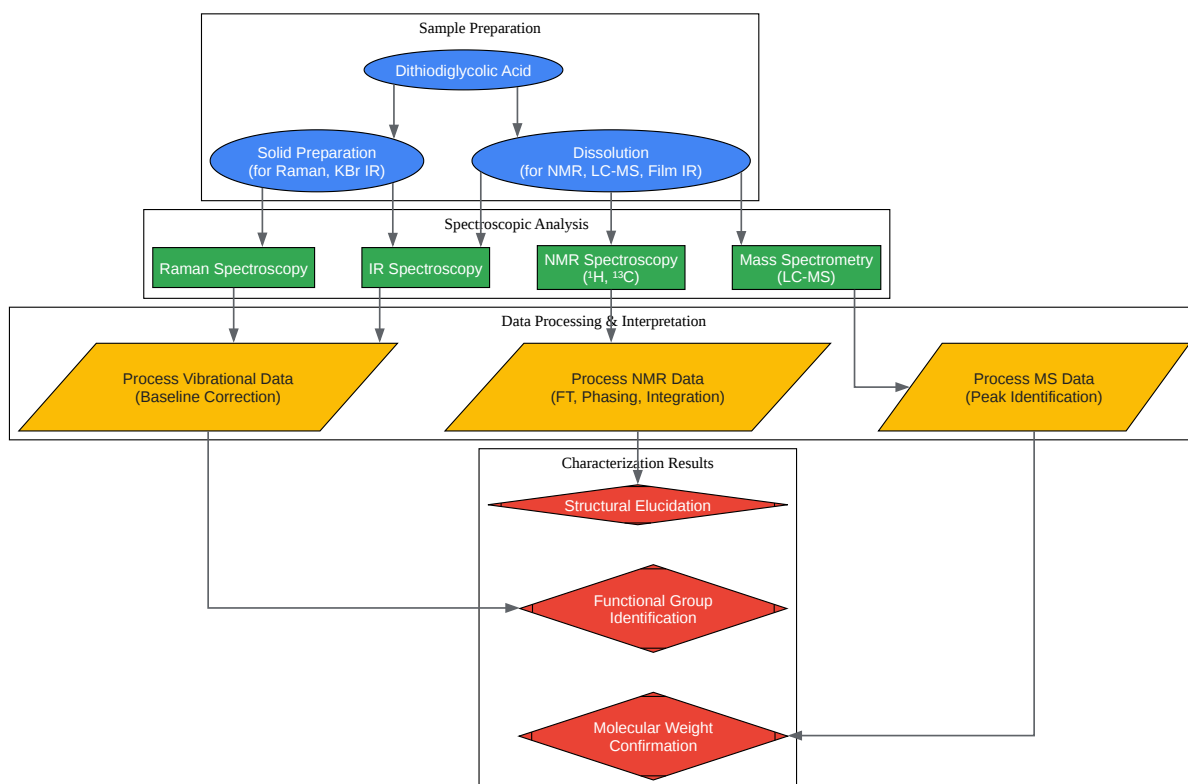 Sample Preparation
Dithiodiglycolic Acid
Solid Preparation
(for Raman, KBr IR)
Dissolution
(for NMR, LC-MS, Film IR)
Spectroscopic Analysis
Raman Spectroscopy
IR Spectroscopy
NMR Spectroscopy
(¹H, ¹³C)
Mass Spectrometry
(LC-MS)
Data Processing & Interpretation
Process Vibrational Data
(Baseline Correction)
Process NMR Data
(FT, Phasing, Integration)
Process MS Data
(Peak Identification)
Characterization Results
Structural Elucidation
Functional Group
Identification
Molecular Weight
Confirmation